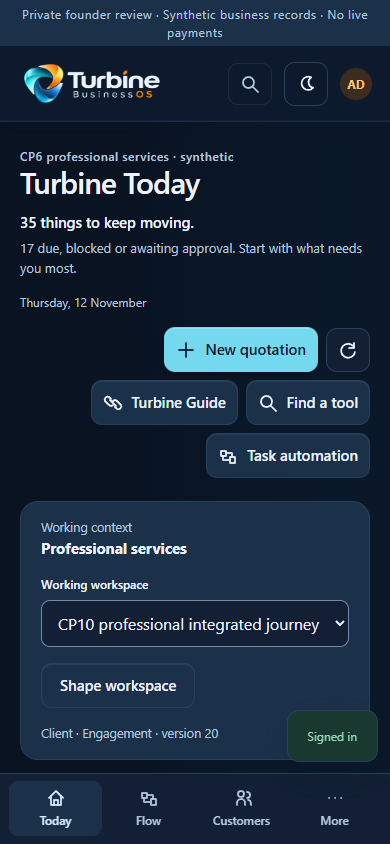 Private founder review · Synthetic business records · No live
payments
Turbine
BusinessOS
AD
CP6 professional services · synthetic
Turbine Today
35 things to keep moving.
17 due, blocked or awaiting approval. Start with what needs
you most.
Thursday, 12 November
New quotation
Turbine Guide
Find a tool
Task automation
Working context
Professional services
Working workspace
CP10 professional integrated journey
Shape workspace
Client · Engagement · version 20
Signed in
Today
Flow
Customers
More